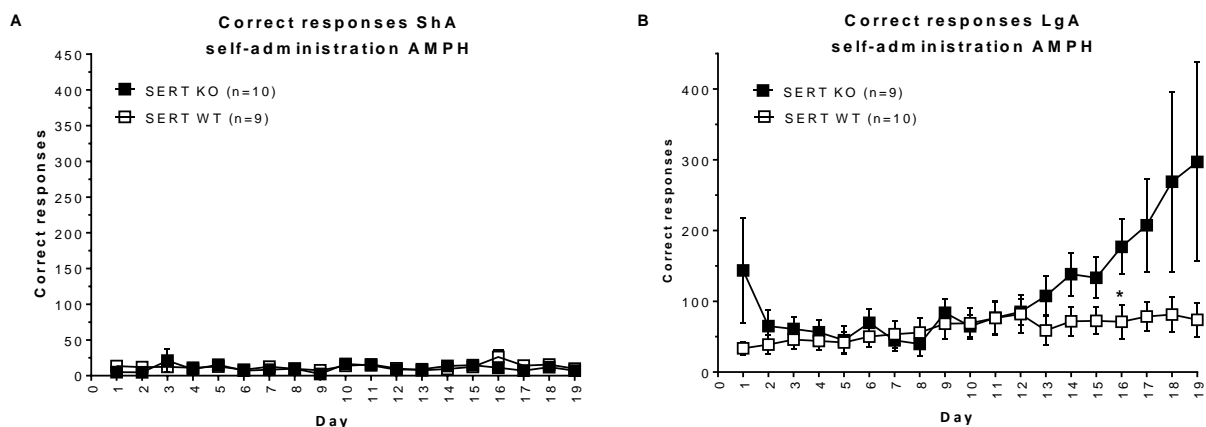 A
Correct responses ShA
self-administration AMPH
450
400
350
300
250
200
150
100
50
0
Correct responses
SERT KO (n=10)
SERT WT (n=9)
0 1 2 3 4 5 6 7 8 9 10 11 12 13 14 15 16 17 18 19
Day
B
Correct responses LgA
self-administration AMPH
400
300
200
100
0
Correct responses
SERT KO (n=9)
SERT WT (n=10)
*
0 1 2 3 4 5 6 7 8 9 10 11 12 13 14 15 16 17 18 19
Day